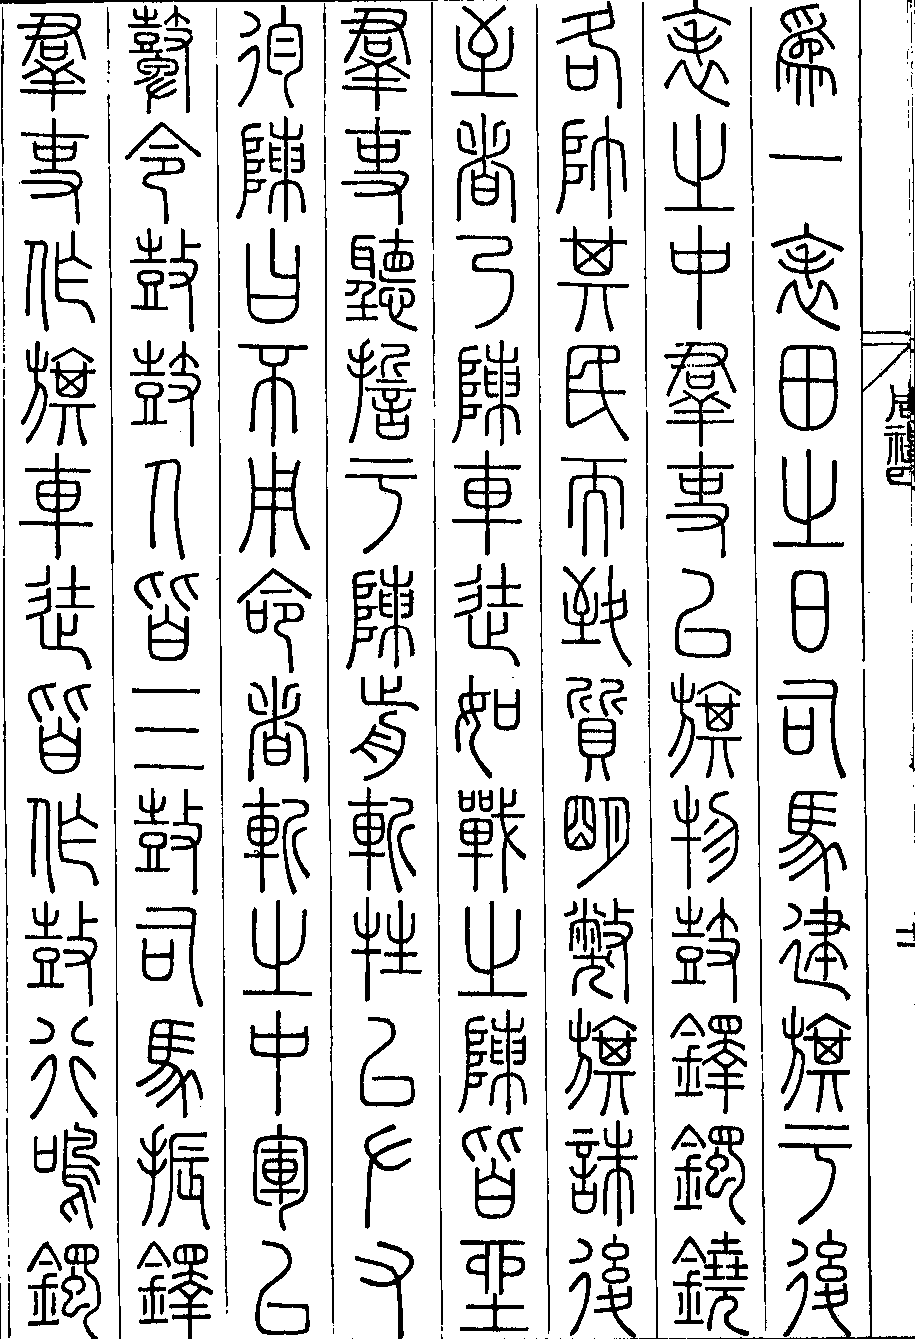 爲一表田之日司馬建旗于後
表之中羣吏以旗物鼓鐸鐲鐃
各帥其民而致質明弊旗誅後
至者乃陳車徒如戰之陳皆坐
羣吏聽誓于陳前斬牲以左右
徇陳曰不用命者斬之中軍以
鼙令鼓鼓人皆三鼓司馬振鐸
羣吏作旗車徒皆作鼓行鳴鐲